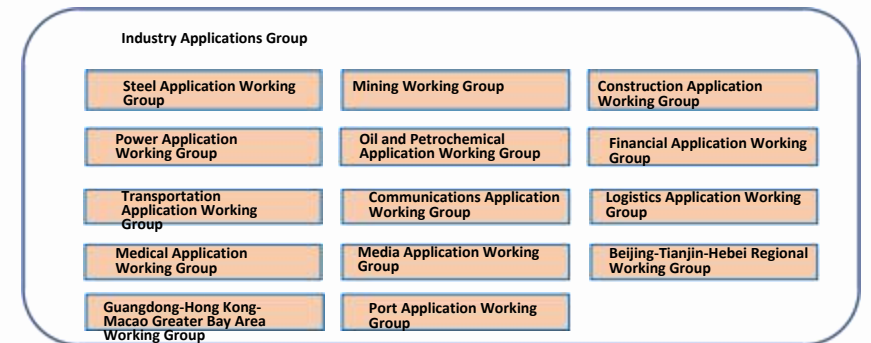 Industry Applications Group
Steel Application Working
Group
Mining Working Group
Construction Application
Working Group
Power Application
Working Group
Oil and Petrochemical
Application Working Group
Financial Application Working
Group
Transportation
Application Working
Group
Communications Application
Working Group
Logistics Application Working
Group
Medical Application
Working Group
Media Application Working
Group
Beijing-Tianjin-Hebei Regional
Working Group
Guangdong-Hong Kong-
Macao Greater Bay Area
Working Group
Port Application Working
Group